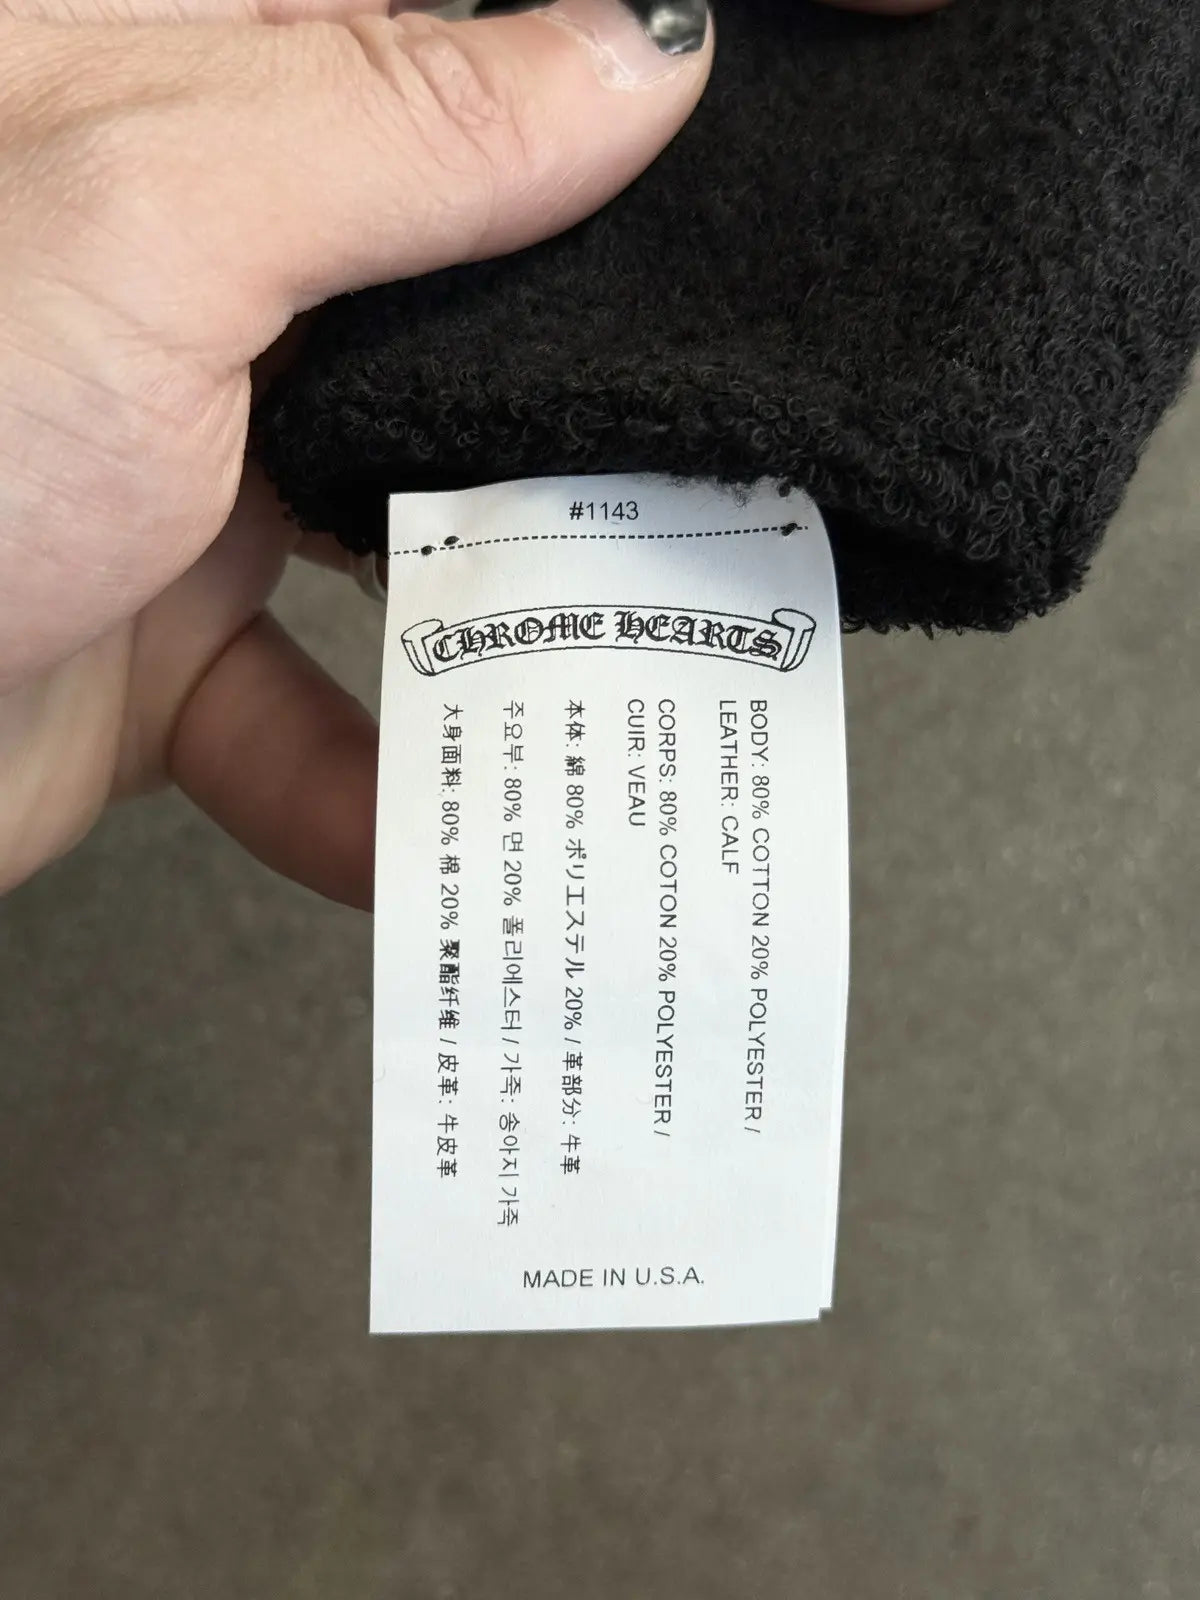 #1143
CHROME HEARTS
BODY: 80% COTTON 20% POLYESTER /
LEATHER: CALF
CORPS: 80% COTON 20% POLYESTER /
CUIR: VEAU
本体: 綿 80% ポリエステル 20% / 革部分: 牛革
주요부: 80% 면 20% 폴리에스터 / 가죽: 송아지 가죽
大身面料: 80% 棉 20% 聚酯纤维 / 皮革: 牛皮革
MADE IN U.S.A.